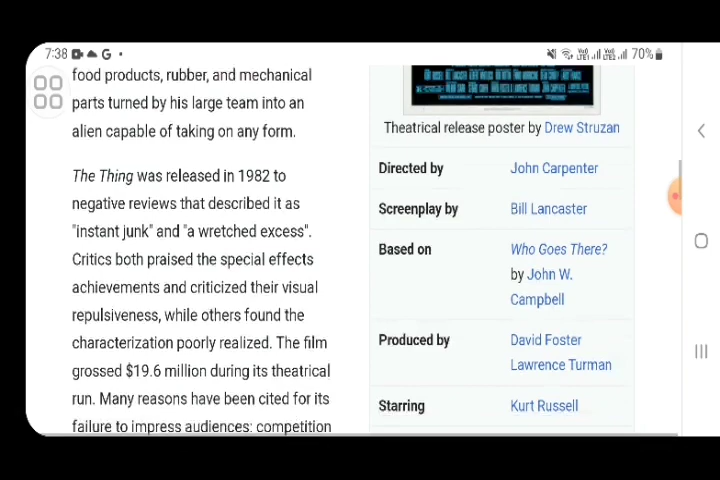 7:38 G 70%
food products, rubber, and mechanical
parts turned by his large team into an
alien capable of taking on any form.
The Thing was released in 1982 to
negative reviews that described it as
"instant junk" and "a wretched excess".
Critics both praised the special effects
achievements and criticized their visual
repulsiveness, while others found the
characterization poorly realized. The film
grossed $19.6 million during its theatrical
run. Many reasons have been cited for its
failure to impress audiences: competition
Theatrical release poster by Drew Struzan
Directed by John Carpenter
Screenplay by Bill Lancaster
Based on Who Goes There?
by John W.
Campbell
Produced by David Foster
Lawrence Turman
Starring Kurt Russell